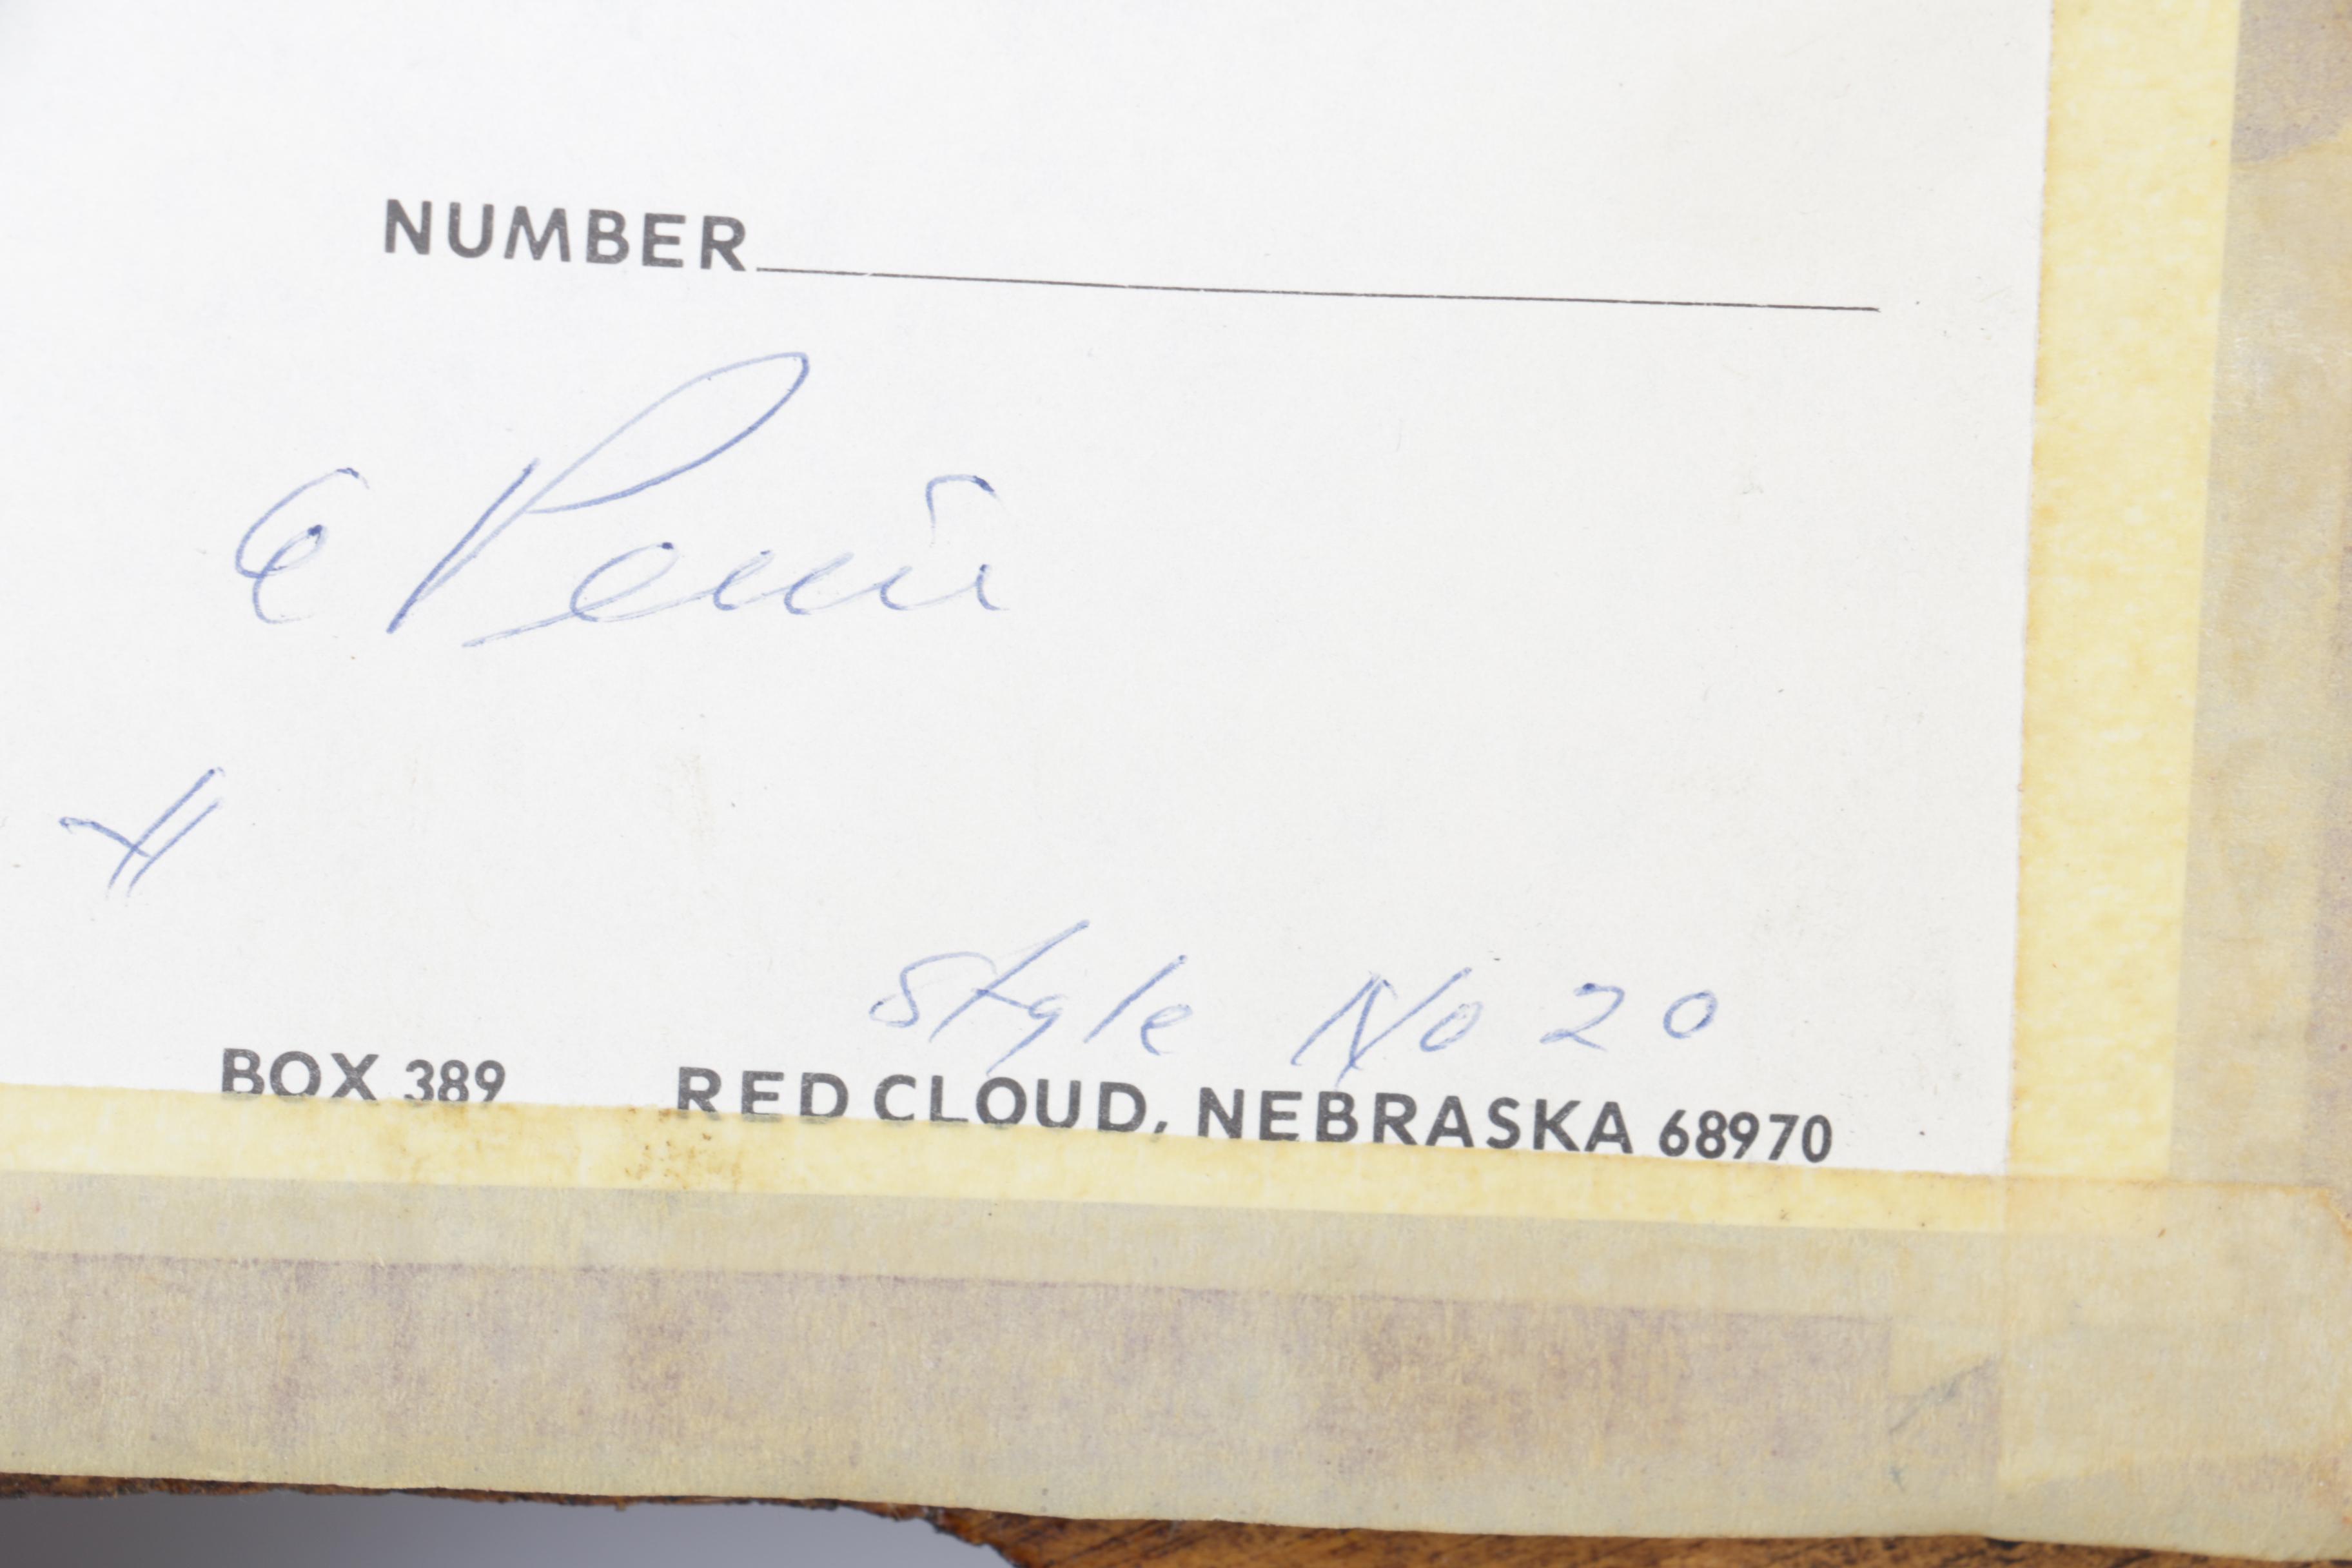 NUMBER
Style No 20
BOX 389 RED CLOUD, NEBRASKA 68970